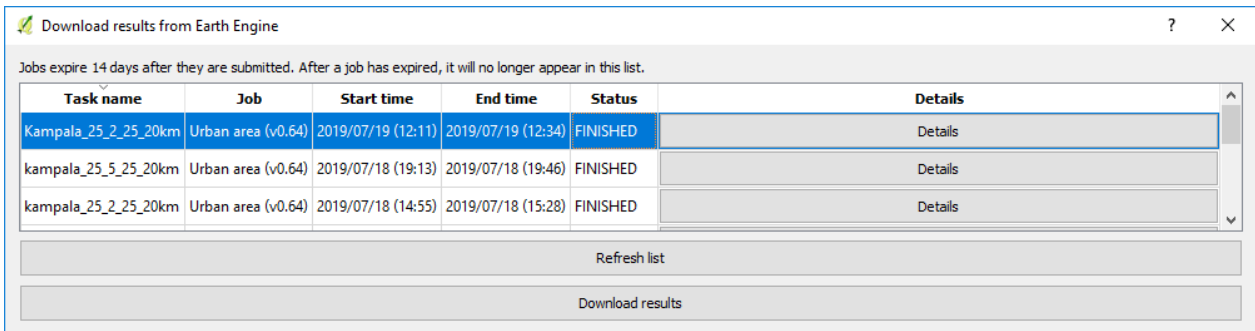 Download results from Earth Engine
Jobs expire 14 days after they are submitted. After a job has expired, it will no longer appear in this list.
Task name Job Start time End time Status Details
Kampala_25_2_25_20km Urban area (v0.64) 2019/07/19 (12:11) 2019/07/19 (12:34) FINISHED Details
kampala_25_5_25_20km Urban area (v0.64) 2019/07/18 (19:13) 2019/07/18 (19:46) FINISHED Details
kampala_25_2_25_20km Urban area (v0.64) 2019/07/18 (14:55) 2019/07/18 (15:28) FINISHED Details
Refresh list
Download results